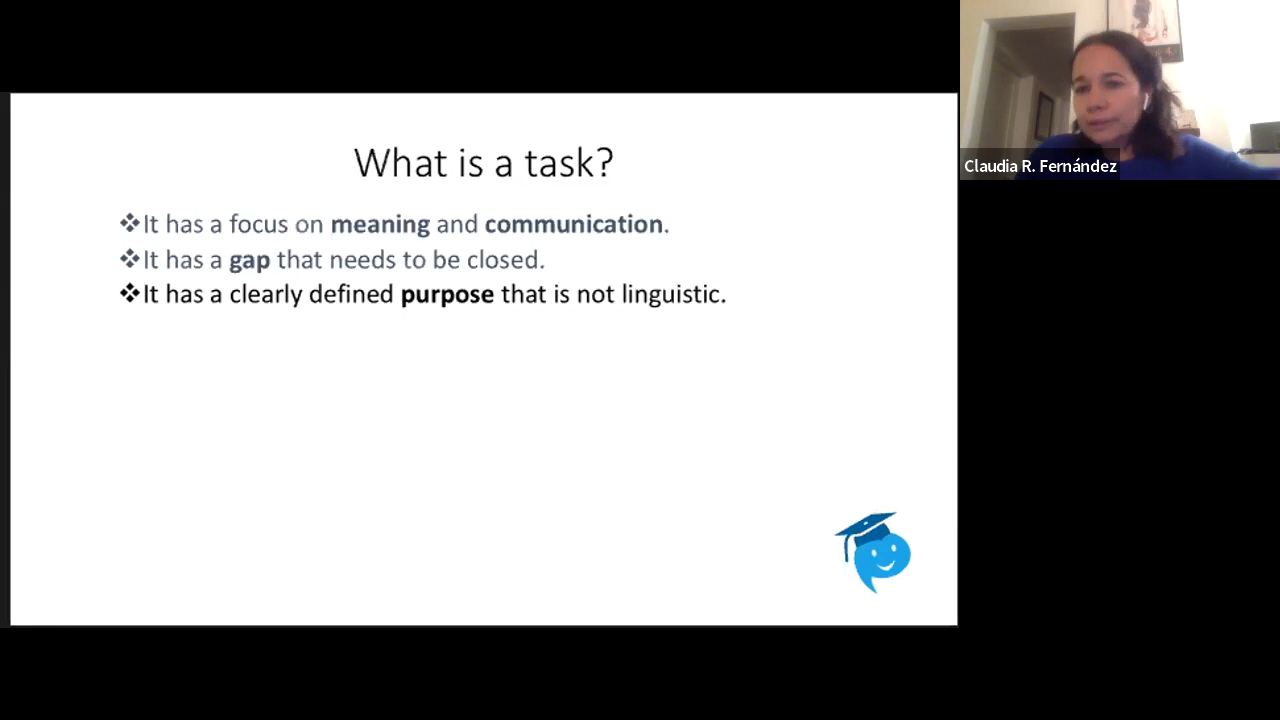 What is a task?
❖It has a focus on meaning and communication.
❖It has a gap that needs to be closed.
❖It has a clearly defined purpose that is not linguistic.
Claudia R. Fernández